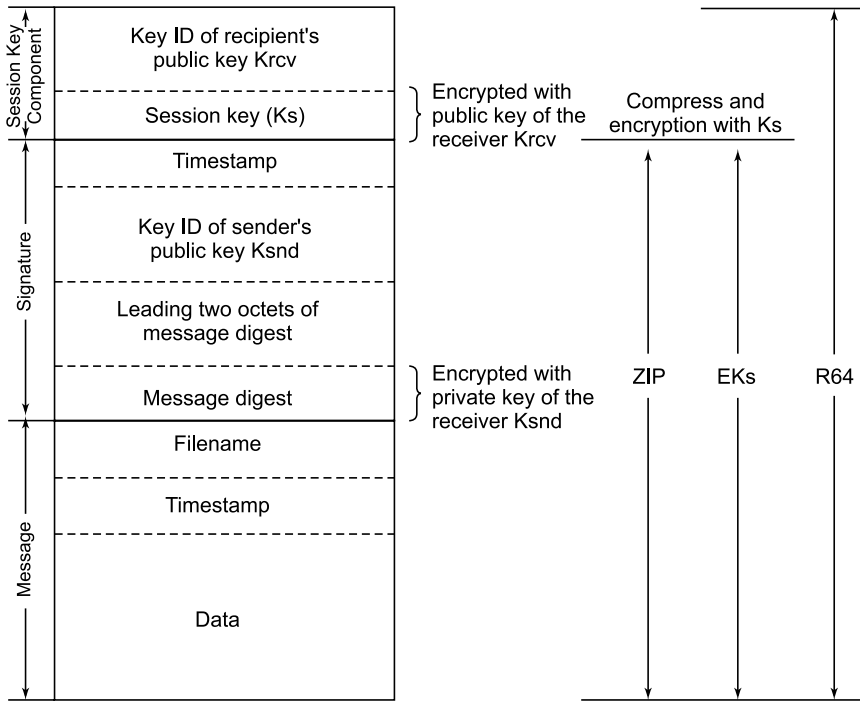 Session Key
Component
Key ID of recipient's
public key Krcv
Session key (Ks)
Encrypted with
public key of the
receiver Krcv
Compress and
encryption with Ks
Signature
Timestamp
Key ID of sender's
public key Ksnd
Leading two octets of
message digest
Message digest
Encrypted with
private key of the
receiver Ksnd
ZIP
EKs
R64
Message
Filename
Timestamp
Data